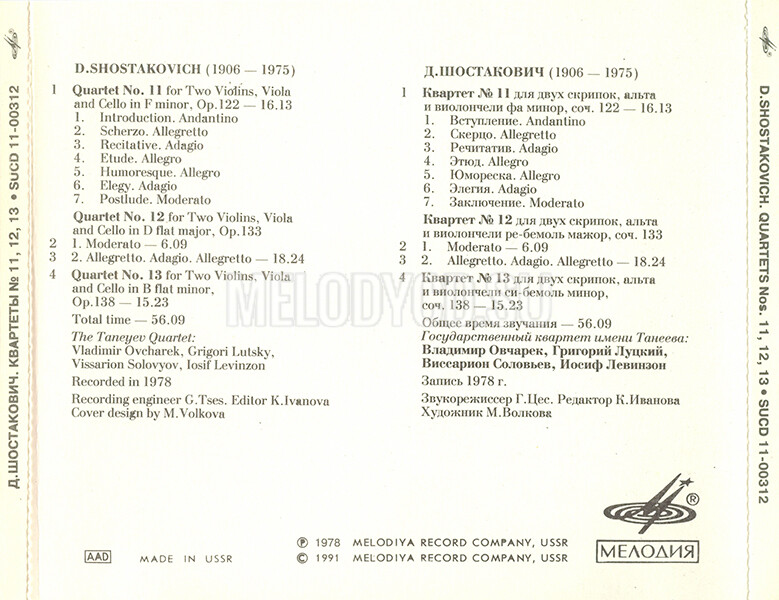 D.SHOSTAKOVICH (1906 — 1975)
1 Quartet No. 11 for Two Violins, Viola
and Cello in F minor, Op.122 — 16.13
1. Introduction. Andantino
2. Scherzo. Allegretto
3. Recitative. Adagio
4. Etude. Allegro
5. Humoresque. Allegro
6. Elegy. Adagio
7. Postlude. Moderato
Quartet No. 12 for Two Violins, Viola
and Cello in D flat major, Op.133
2 1. Moderato — 6.09
3 2. Allegretto. Adagio. Allegretto — 18.24
4 Quartet No. 13 for Two Violins, Viola
and Cello in B flat minor,
Op.138 — 15.23
Total time — 56.09
The Taneyev Quartet:
Vladimir Ovcharek, Grigori Lutsky,
Vissarion Solovyov, Iosif Levinzon
Recorded in 1978
Recording engineer G.Tses. Editor K.Ivanova
Cover design by M.Volkova
Д.ШОСТАКОВИЧ (1906 — 1975)
1 Квартет № 11 для двух скрипок, альта
и виолончели фа минор, соч. 122 — 16.13
1. Вступление. Andantino
2. Скерцо. Allegretto
3. Речитатив. Adagio
4. Этюд. Allegro
5. Юмореска. Allegro
6. Элегия. Adagio
7. Заключение. Moderato
Квартет № 12 для двух скрипок, альта
и виолончели ре-бемоль мажор, соч. 133
2 1. Moderato — 6.09
3 2. Allegretto. Adagio. Allegretto — 18.24
4 Квартет № 13 для двух скрипок, альта
и виолончели си-бемоль минор,
соч. 138 — 15.23
Общее время звучания — 56.09
Государственный квартет имени Танеева:
Владимир Овчарек, Григорий Луцкий,
Виссарион Соловьев, Иосиф Левинзон
Запись 1978 г.
Звукорежиссер Г.Цес. Редактор К.Иванова
Художник М.Волкова
MELODYCD.RU
AAD MADE IN USSR
Ⓟ 1978 MELODIYA RECORD COMPANY, USSR
© 1991 MELODIYA RECORD COMPANY, USSR
®
МЕЛОДИЯ
Д.ШОСТАКОВИЧ. КВАРТЕТЫ № 11, 12, 13 • SUCD 11-00312
D.SHOSTAKOVICH. QUARTETS Nos. 11, 12, 13 • SUCD 11-00312